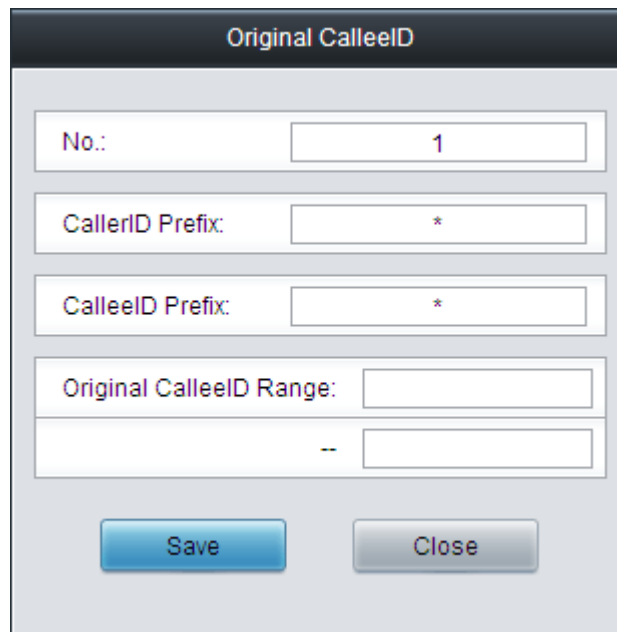 Original CalleeID
No.: 1
CallerID Prefix: *
CalleeID Prefix: *
Original CalleeID Range:
--
Save Close